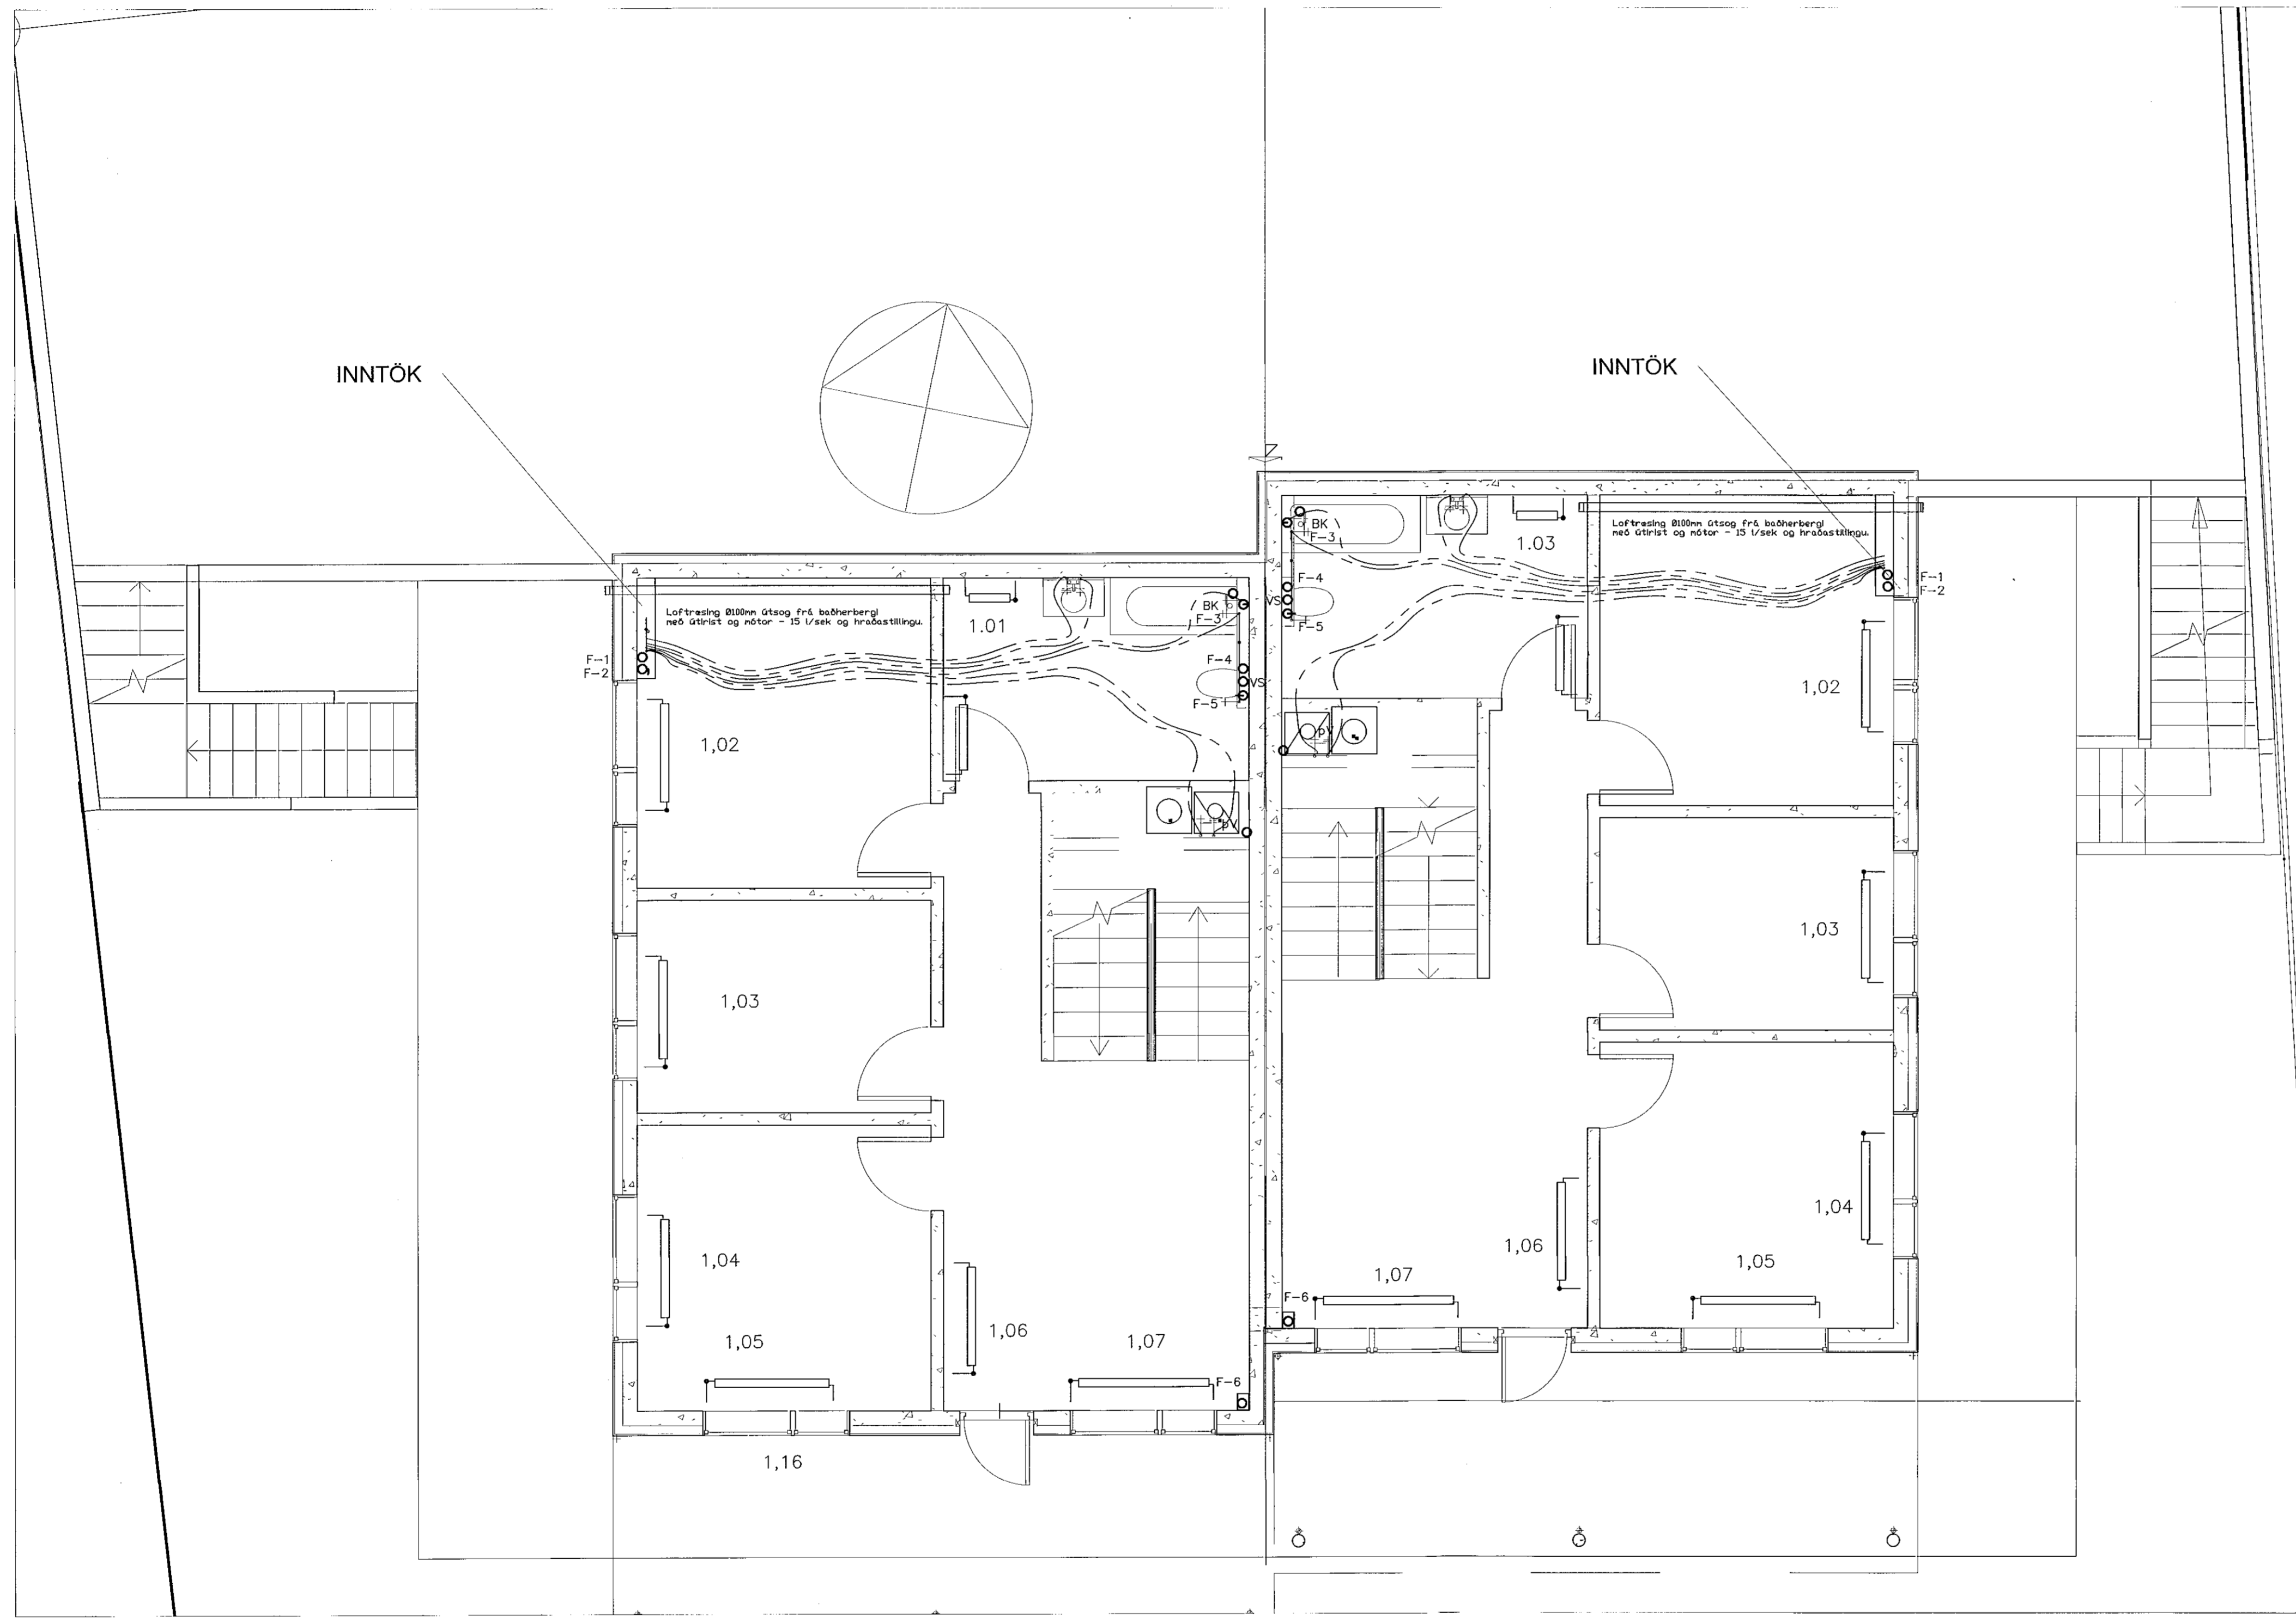 INNTÖK
INNTÖK
Loftræsing Ø100mm útsog frá baðherbergi
með útirist og mótor - 15 l/sek og hraðastillingu.
BK
F-3
1.03
F-4
VS
F-5
F-1
F-2
1,02
pV
1,03
1,04
1,05
1,06
1,07
F-6
Loftræsing Ø100mm útsog frá baðherbergi
með útirist og mótor - 15 l/sek og hraðastillingu.
1.01
BK
F-3
F-4
VS
F-5
F-1
F-2
1,02
pV
1,03
1,04
1,05
1,06
1,07
F-6
1,16